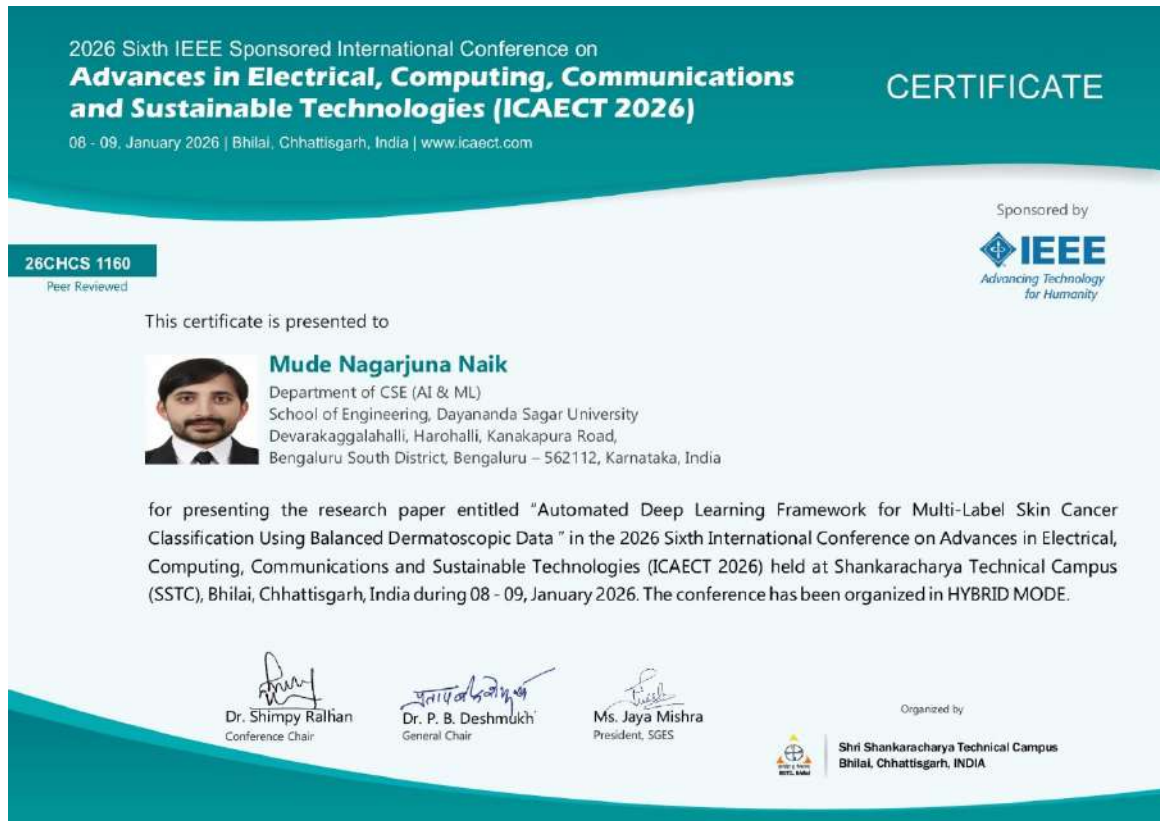 2026 Sixth IEEE Sponsored International Conference on
Advances in Electrical, Computing, Communications
and Sustainable Technologies (ICAECT 2026)
08 - 09, January 2026 | Bhilai, Chhattisgarh, India | www.icaect.com
CERTIFICATE
Sponsored by
IEEE
Advancing Technology
for Humanity
26CHCS 1160
Peer Reviewed
This certificate is presented to
Mude Nagarjuna Naik
Department of CSE (AI & ML)
School of Engineering, Dayananda Sagar University
Devarakaggalahalli, Harohalli, Kanakapura Road,
Bengaluru South District, Bengaluru – 562112, Karnataka, India
for presenting the research paper entitled “Automated Deep Learning Framework for Multi-Label Skin Cancer
Classification Using Balanced Dermatoscopic Data ” in the 2026 Sixth International Conference on Advances in Electrical,
Computing, Communications and Sustainable Technologies (ICAECT 2026) held at Shankaracharya Technical Campus
(SSTC), Bhilai, Chhattisgarh, India during 08 - 09, January 2026. The conference has been organized in HYBRID MODE.
Dr. Shimpy Ralhan
Conference Chair
Dr. P. B. Deshmukh
General Chair
Ms. Jaya Mishra
President, SGES
Organized by
Shri Shankaracharya Technical Campus
Bhilai, Chhattisgarh, INDIA